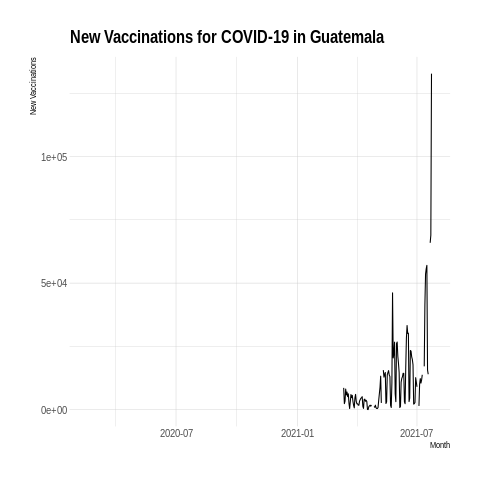 New Vaccinations for COVID-19 in Guatemala
New Vaccinations
1e+05
5e+04
0e+00
2020-07
2021-01
2021-07
Month